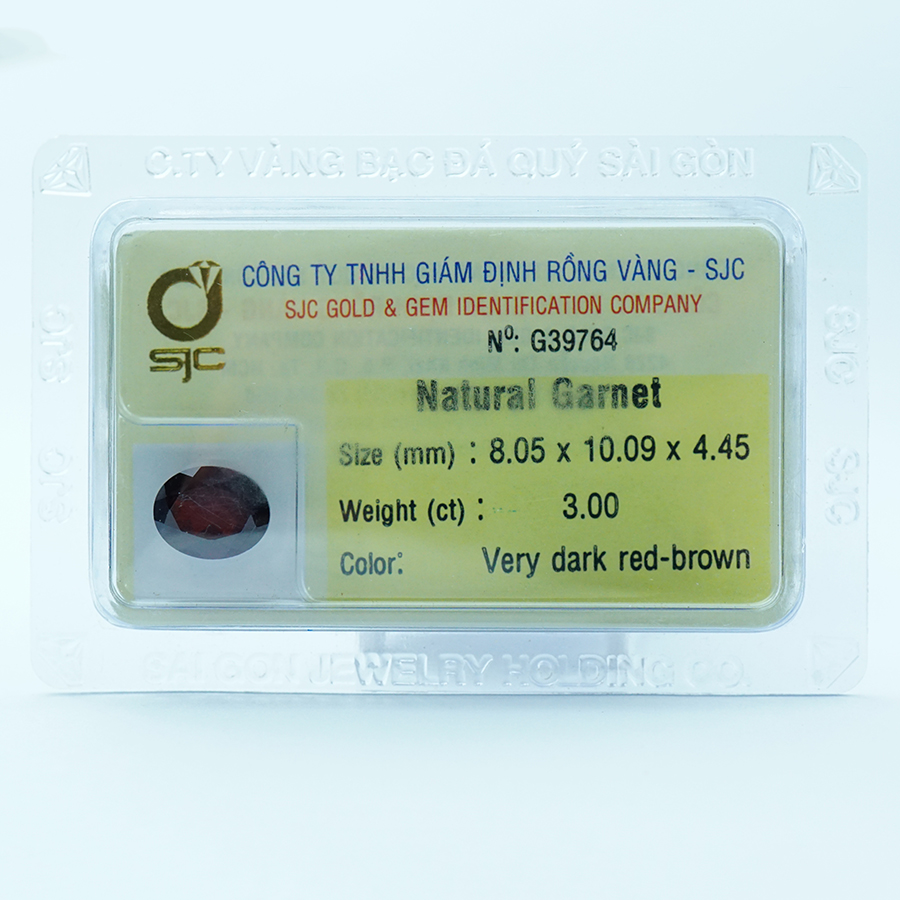 C.TY VÀNG BẠC ĐÁ QUÝ SÀI GÒN
CÔNG TY TNHH GIÁM ĐỊNH RỒNG VÀNG - SJC
SJC GOLD & GEM IDENTIFICATION COMPANY
Nº: G39764
SJC
Natural Garnet
Size (mm) : 8.05 x 10.09 x 4.45
Weight (ct) : 3.00
Color: Very dark red-brown
SJC
SJC
SJC
SJC
SAI GON JEWELRY HOLDING CO.